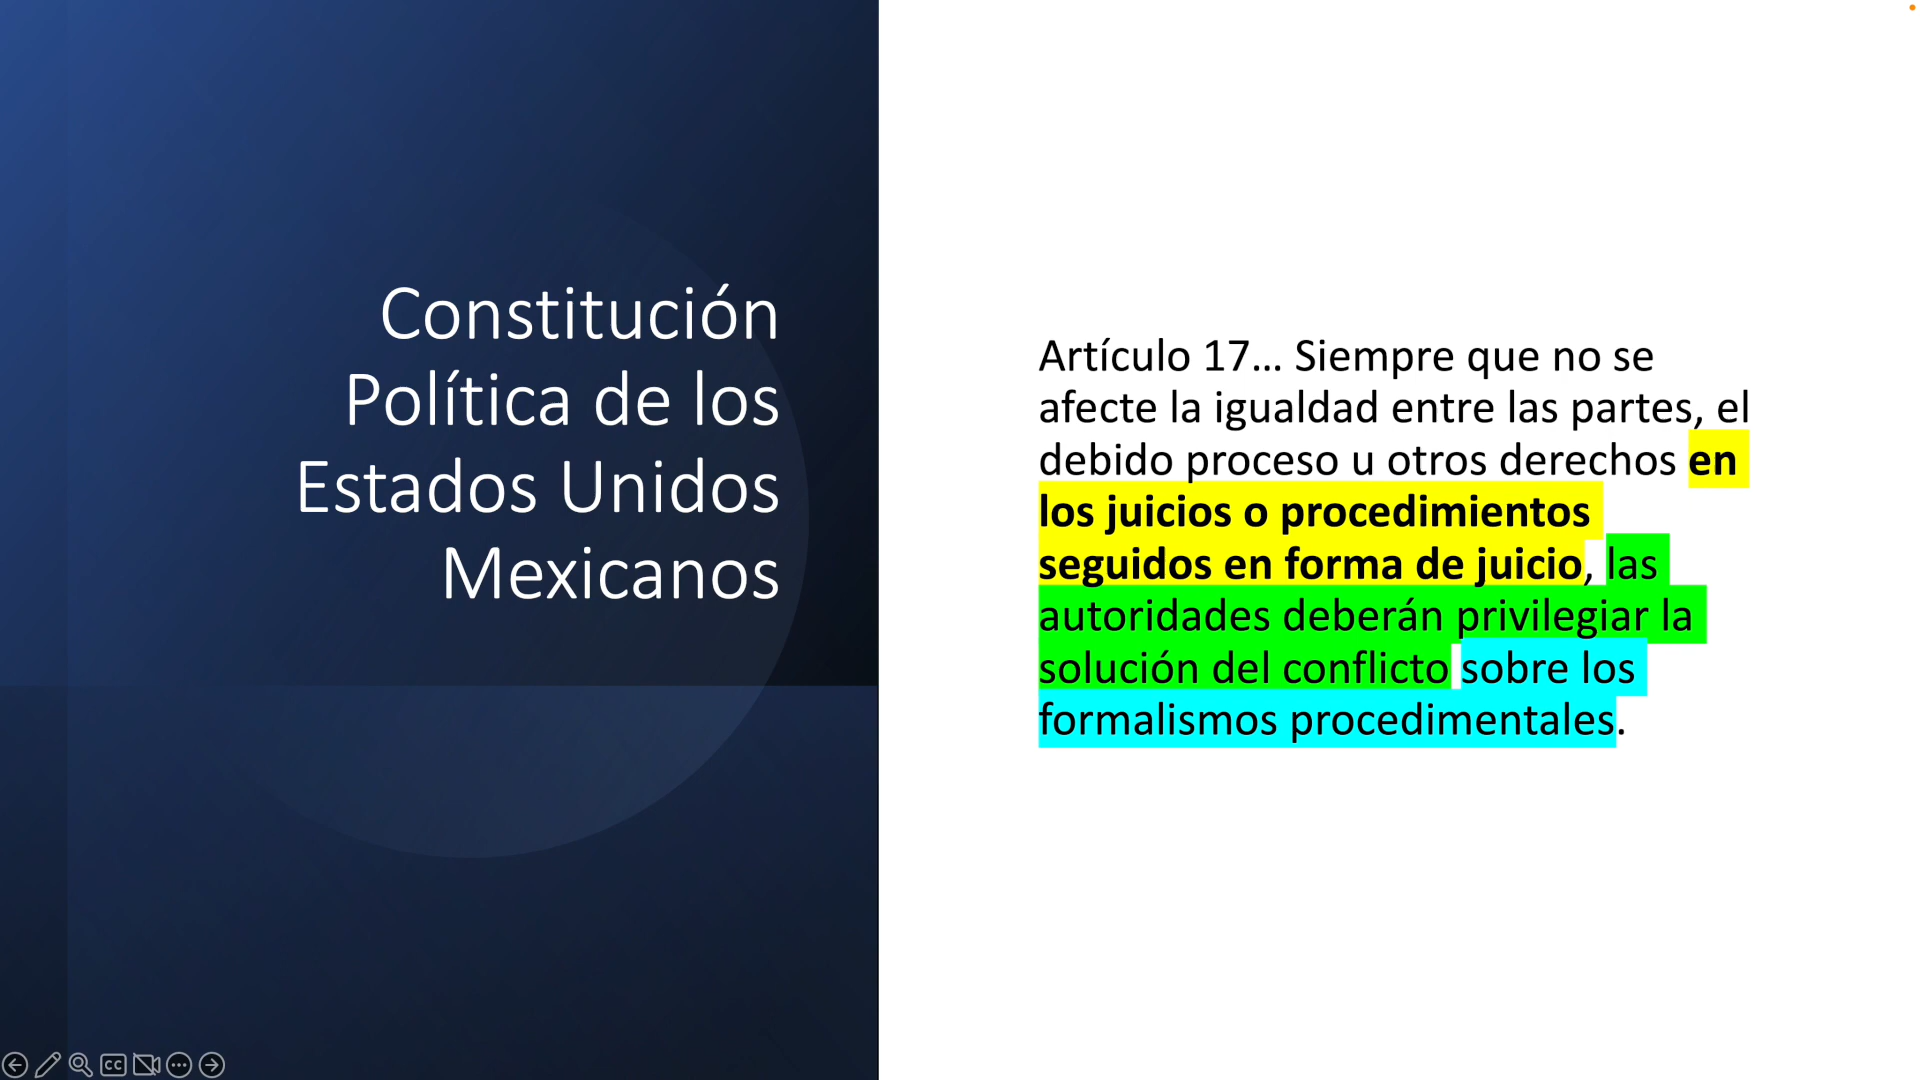 Constitución
Política de los
Estados Unidos
Mexicanos
Artículo 17... Siempre que no se
afecte la igualdad entre las partes, el
debido proceso u otros derechos en
los juicios o procedimientos
seguidos en forma de juicio, las
autoridades deberán privilegiar la
solución del conflicto sobre los
formalismos procedimentales.
CC